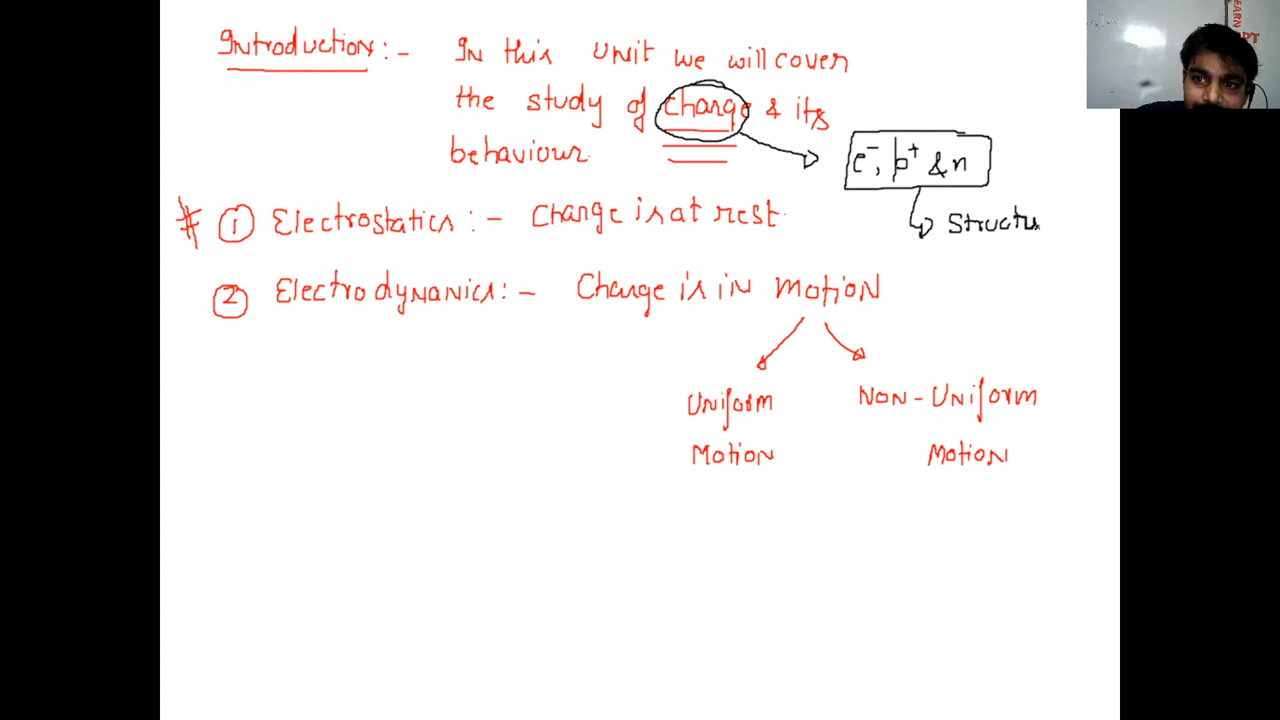 Introduction:- In this unit we will cover
the study of charge & its
behaviour.
e⁻, p⁺ & n
Structu
# ① Electrostatics:- Charge is at rest.
② Electrodynamics:- Charge is in motion
Uniform
Motion
Non-Uniform
Motion
LEARN